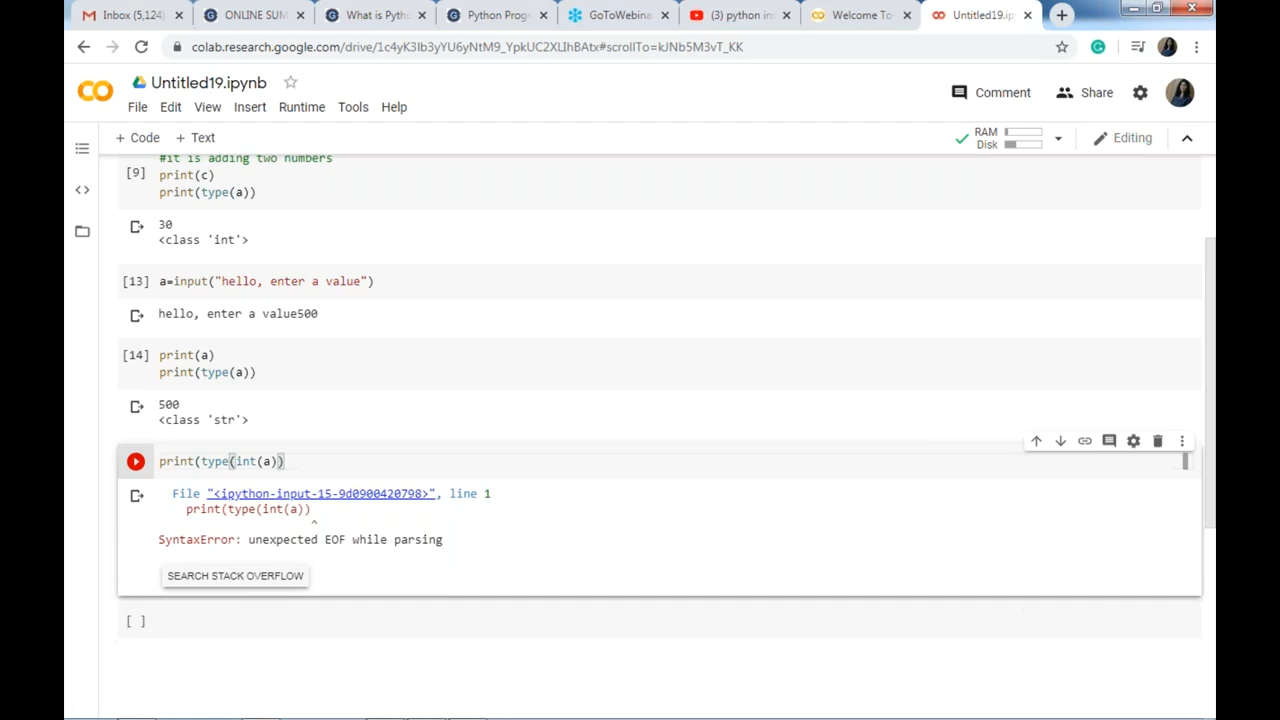 Inbox (5,124)
ONLINE SUM
What is Pyth
Python Prog
GoToWebina
(3) python in
Welcome To
Untitled19.ip
colab.research.google.com/drive/1c4yK3Ib3yYU6yNtM9_YpkUC2XLIhBAtx#scrollTo=kJNb5M3vT_KK
Untitled19.ipynb
Comment
Share
File Edit View Insert Runtime Tools Help
+ Code + Text
RAM
Disk
Editing
#it is adding two numbers
[9] print(c)
print(type(a))
30
<class 'int'>
[13] a=input("hello, enter a value")
hello, enter a value500
[14] print(a)
print(type(a))
500
<class 'str'>
print(type(int(a))
File "<ipython-input-15-9d0900420798>", line 1
print(type(int(a))
^
SyntaxError: unexpected EOF while parsing
SEARCH STACK OVERFLOW
[ ]